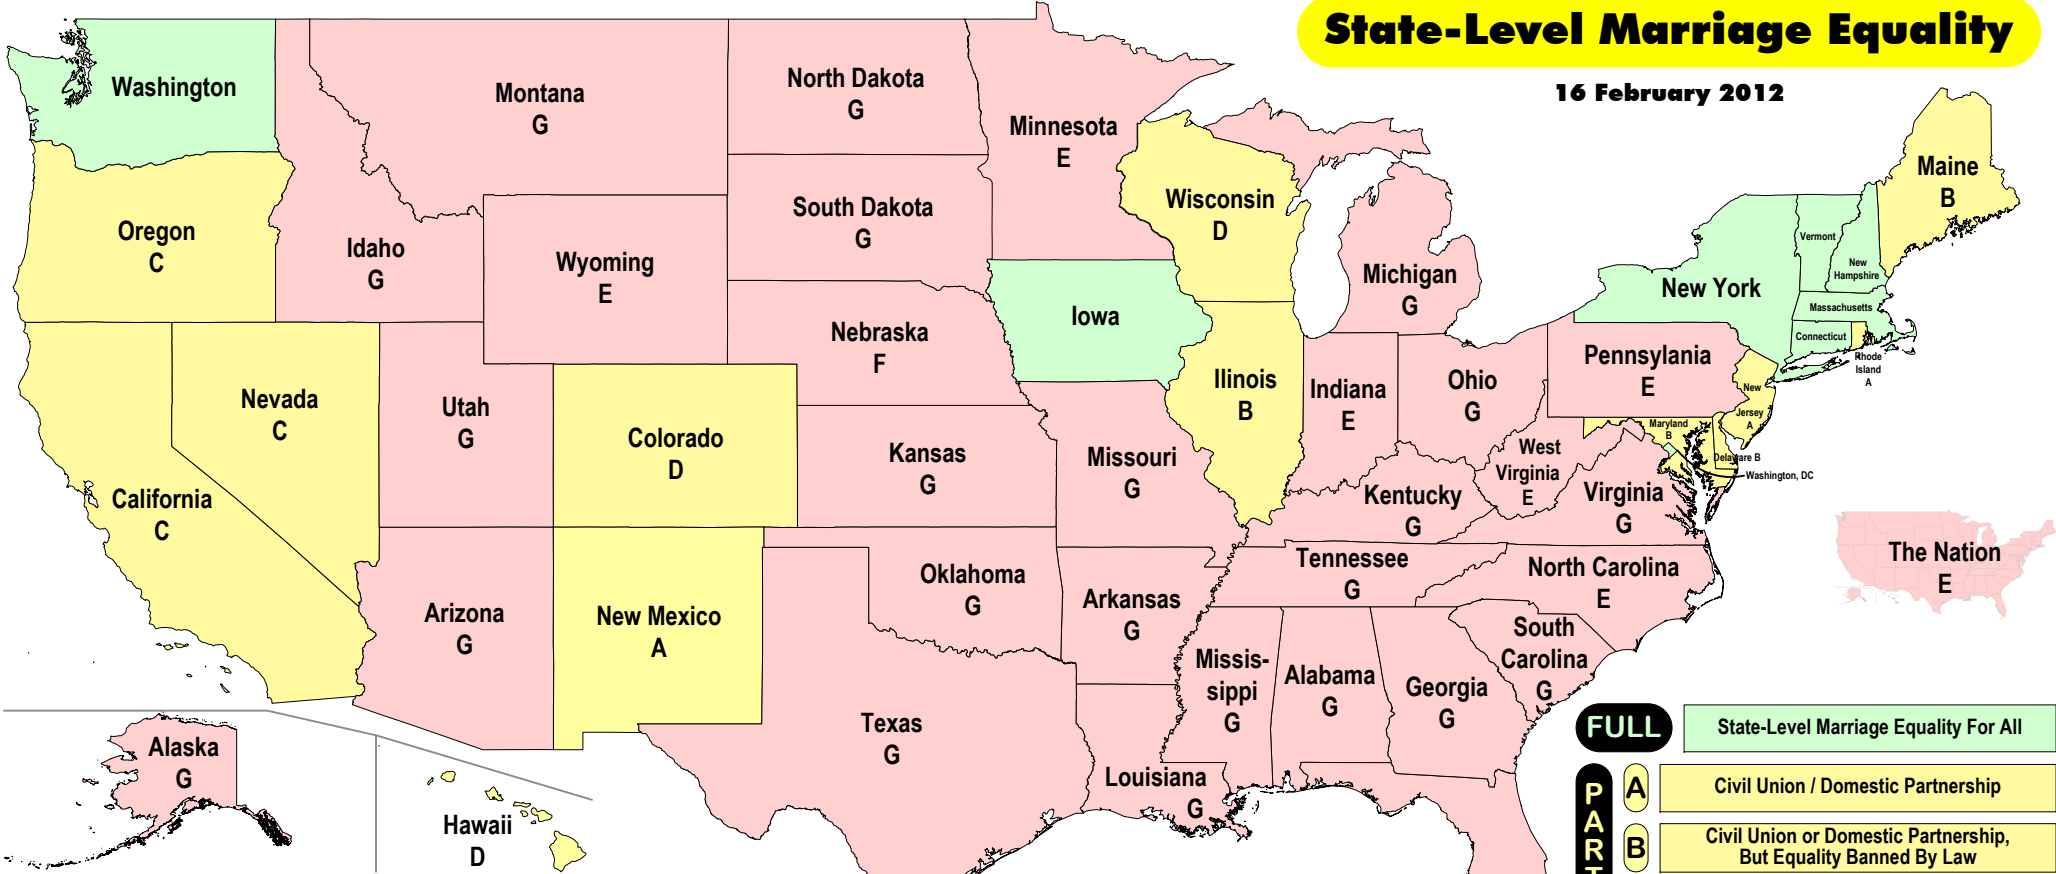 State-Level Marriage Equality
16 February 2012
Washington
Montana
G
North Dakota
G
Minnesota
E
Wisconsin
D
Maine
B
Oregon
C
Idaho
G
Wyoming
E
South Dakota
G
Michigan
G
New York
Vermont
New
Hampshire
Massachusetts
Connecticut
Rhode
Island
A
Nevada
C
Utah
G
Colorado
D
Nebraska
F
Iowa
Ilinois
B
Indiana
E
Ohio
G
Pennsylania
E
New
Jersey
A
Maryland
B
Delaware B
Washington, DC
California
C
Kansas
G
Missouri
G
Kentucky
G
West
Virginia
E
Virginia
G
The Nation
E
Arizona
G
New Mexico
A
Oklahoma
G
Arkansas
G
Tennessee
G
North Carolina
E
South
Carolina
G
Texas
G
Louisiana
G
Missis-
sippi
G
Alabama
G
Georgia
G
Alaska
G
Hawaii
D
FULL
State-Level Marriage Equality For All
PART
A
Civil Union / Domestic Partnership
B
Civil Union or Domestic Partnership,
But Equality Banned By Law